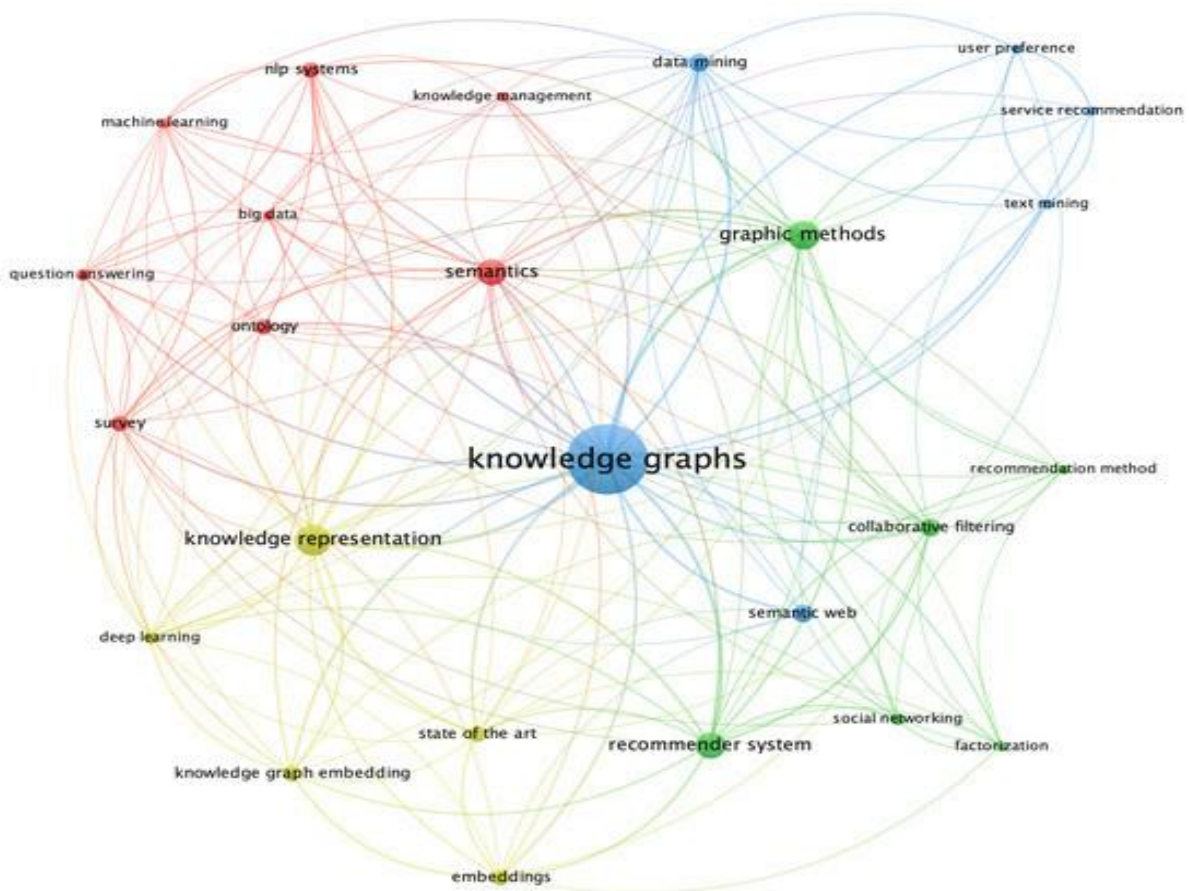 user preference
nlp systems
data mining
knowledge management
service recommendation
machine learning
text mining
big data
graphic methods
question answering
semantics
ontology
survey
knowledge graphs
recommendation method
collaborative filtering
knowledge representation
semantic web
deep learning
social networking
state of the art
recommender system
factorization
knowledge graph embedding
embeddings